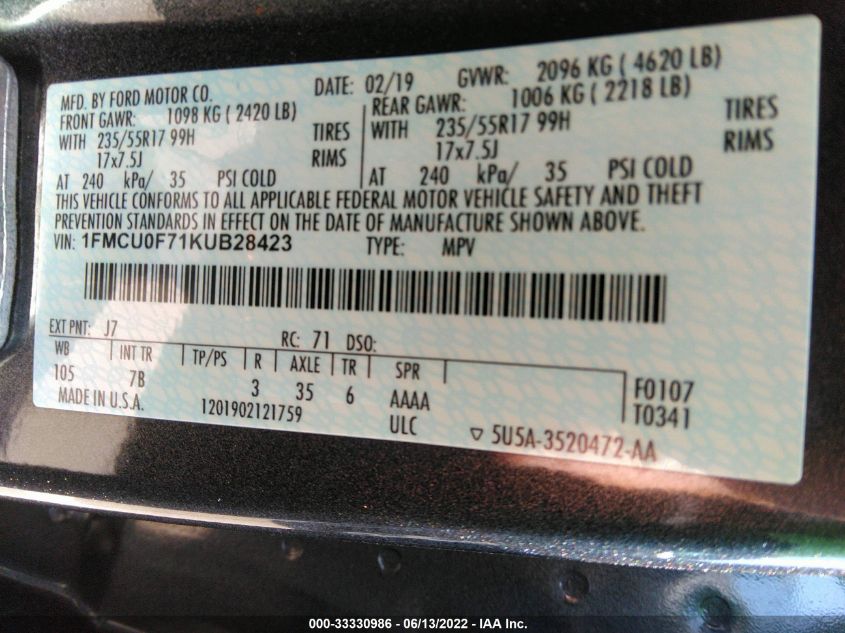 MFD. BY FORD MOTOR CO. DATE: 02/19 GVWR: 2096 KG ( 4620 LB)
FRONT GAWR: 1098 KG ( 2420 LB) REAR GAWR: 1006 KG ( 2218 LB)
WITH 235/55R17 99H TIRES WITH 235/55R17 99H TIRES
17x7.5J RIMS 17x7.5J RIMS
AT 240 kPa/ 35 PSI COLD AT 240 kPa/ 35 PSI COLD
THIS VEHICLE CONFORMS TO ALL APPLICABLE FEDERAL MOTOR VEHICLE SAFETY AND THEFT
PREVENTION STANDARDS IN EFFECT ON THE DATE OF MANUFACTURE SHOWN ABOVE.
VIN: 1FMCU0F71KUB28423 TYPE: MPV
EXT PNT: J7 RC: 71 DSO:
WB INT TR TP/PS R AXLE TR SPR
105 7B 3 35 6 AAAA F0107
MADE IN U.S.A. 1201902121759 ULC T0341
▽ 5U5A-3520472-AA
000-33330986 - 06/13/2022 - IAA Inc.